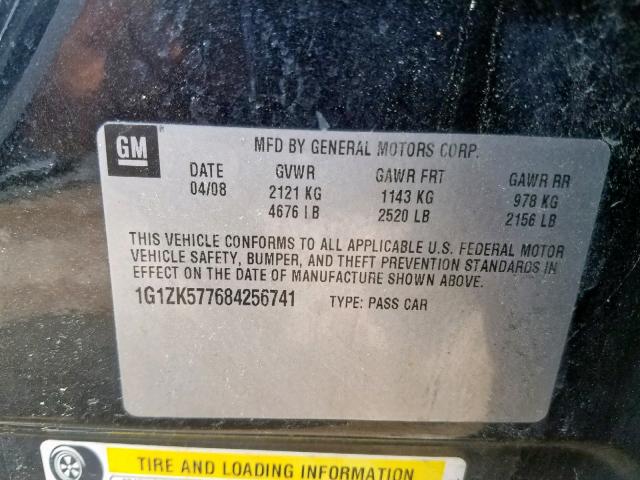 GM
MFD BY GENERAL MOTORS CORP.
DATE GVWR GAWR FRT GAWR RR
04/08 2121 KG 1143 KG 978 KG
4676 LB 2520 LB 2156 LB
THIS VEHICLE CONFORMS TO ALL APPLICABLE U.S. FEDERAL MOTOR
VEHICLE SAFETY, BUMPER, AND THEFT PREVENTION STANDARDS IN
EFFECT ON THE DATE OF MANUFACTURE SHOWN ABOVE.
1G1ZK577684256741 TYPE: PASS CAR
TIRE AND LOADING INFORMATION